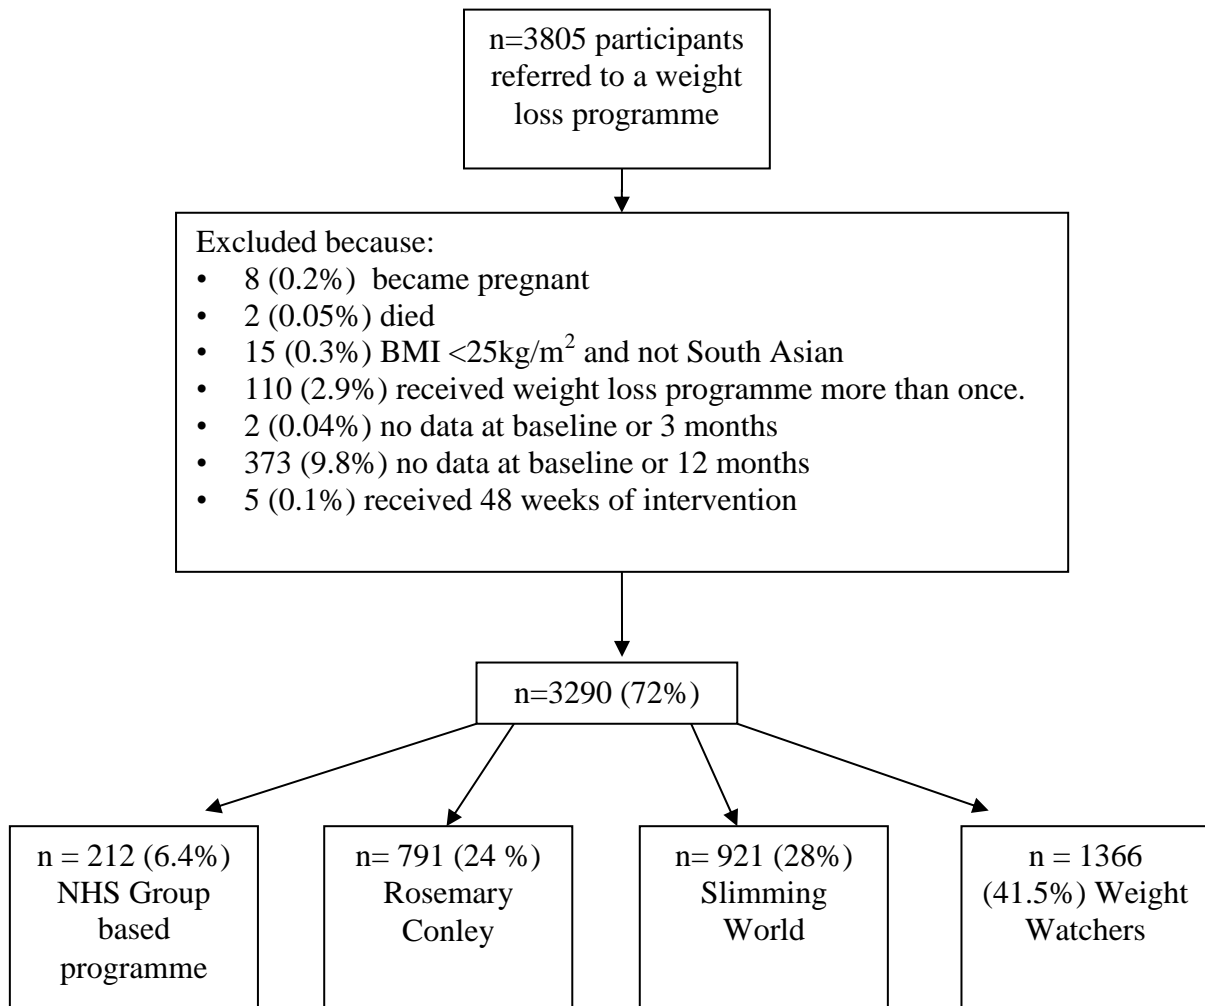 n=3805 participants
referred to a weight
loss programme
Excluded because:
• 8 (0.2%) became pregnant
• 2 (0.05%) died
• 15 (0.3%) BMI <25kg/m² and not South Asian
• 110 (2.9%) received weight loss programme more than once.
• 2 (0.04%) no data at baseline or 3 months
• 373 (9.8%) no data at baseline or 12 months
• 5 (0.1%) received 48 weeks of intervention
n=3290 (72%)
n = 212 (6.4%)
NHS Group
based
programme
n= 791 (24 %)
Rosemary
Conley
n= 921 (28%)
Slimming
World
n = 1366
(41.5%) Weight
Watchers